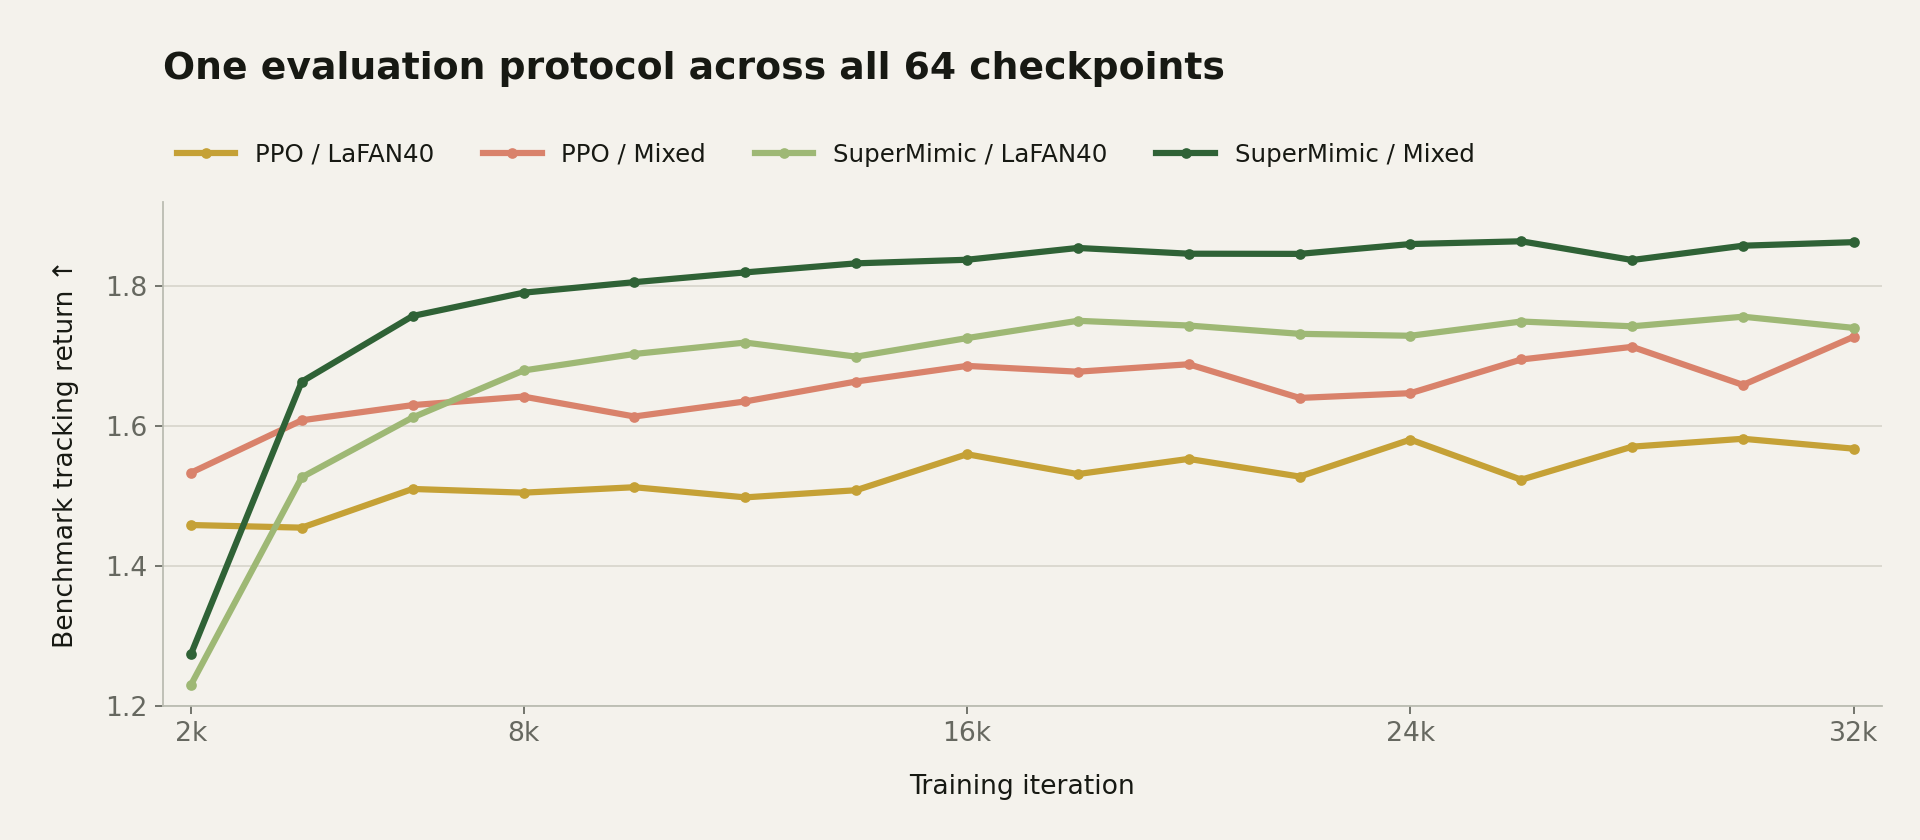 One evaluation protocol across all 64 checkpoints
PPO / LaFAN40
PPO / Mixed
SuperMimic / LaFAN40
SuperMimic / Mixed
Benchmark tracking return ↑
1.8
1.6
1.4
1.2
2k
8k
16k
24k
32k
Training iteration